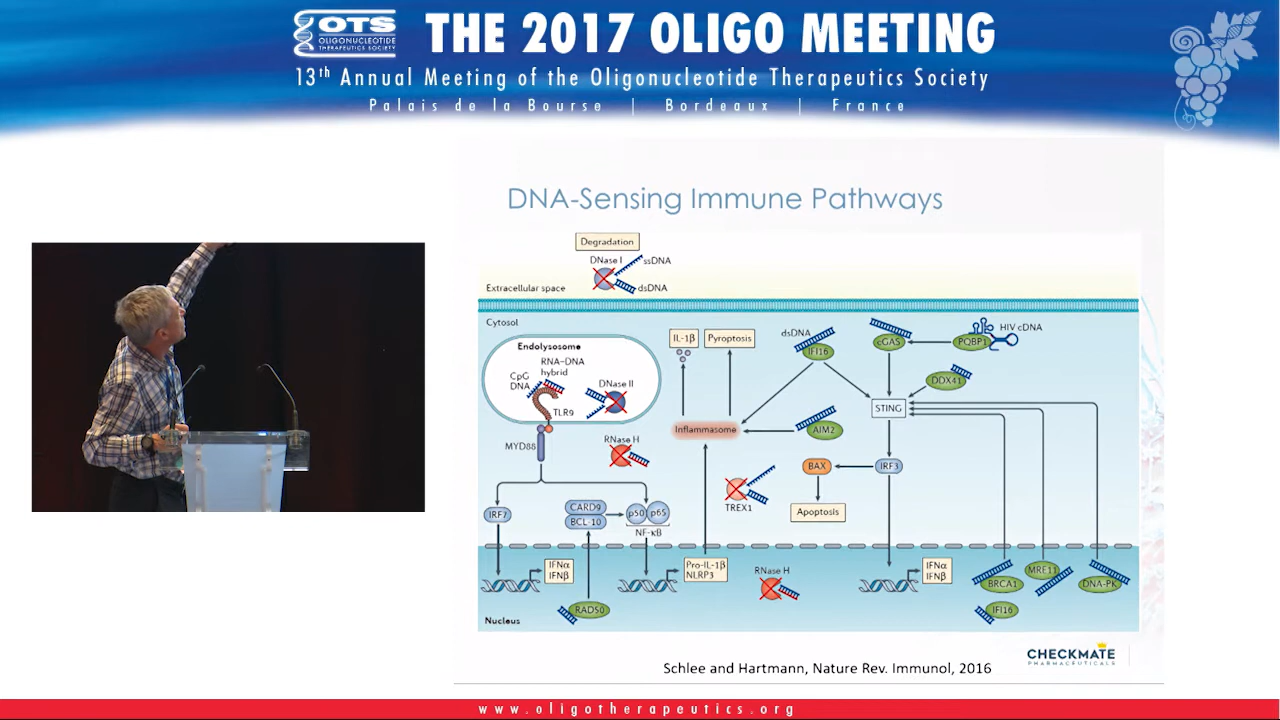 OTS
OLIGONUCLEOTIDE
THERAPEUTICS SOCIETY
THE 2017 OLIGO MEETING
13th Annual Meeting of the Oligonucleotide Therapeutics Society
Palais de la Bourse | Bordeaux | France
DNA-Sensing Immune Pathways
Degradation
DNase I
ssDNA
dsDNA
Extracellular space
Cytosol
Endolysosome
RNA–DNA
hybrid
CpG
DNA
DNase II
TLR9
MYD88
RNase H
IL-1β
Pyroptosis
dsDNA
IFI16
cGAS
PQBP1
HIV cDNA
DDX41
STING
Inflammasome
AIM2
BAX
IRF3
TREX1
Apoptosis
IRF7
CARD9
BCL-10
p50
p65
NF-κB
IFNα
IFNβ
Pro-IL-1β
NLRP3
RNase H
IFNα
IFNβ
BRCA1
MRE11
DNA-PK
IFI16
RAD50
Nucleus
CHECKMATE
PHARMACEUTICALS
Schlee and Hartmann, Nature Rev. Immunol, 2016
www.oligotherapeutics.org